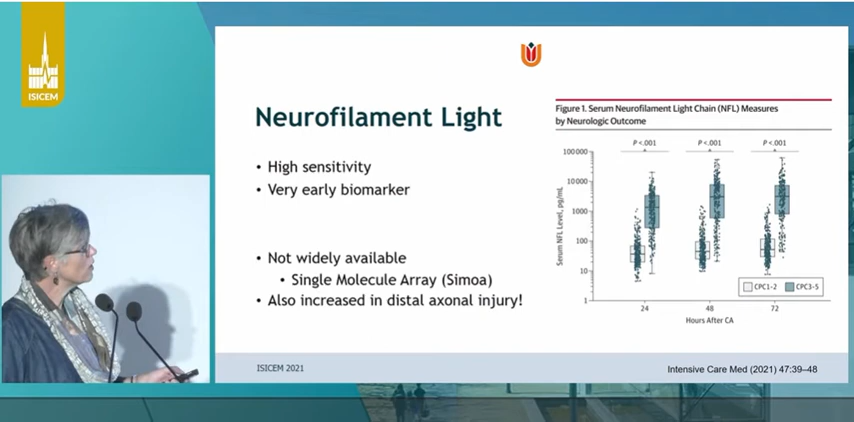 ISICEM
Neurofilament Light
• High sensitivity
• Very early biomarker
• Not widely available
• Single Molecule Array (Simoa)
• Also increased in distal axonal injury!
Figure 1. Serum Neurofilament Light Chain (NFL) Measures
by Neurologic Outcome
P <.001 P <.001 P <.001
100000
10000
1000
100
10
1
Serum NFL Level, pg/mL
CPC1-2 CPC3-5
24 48 72
Hours After CA
ISICEM 2021
Intensive Care Med (2021) 47:39–48